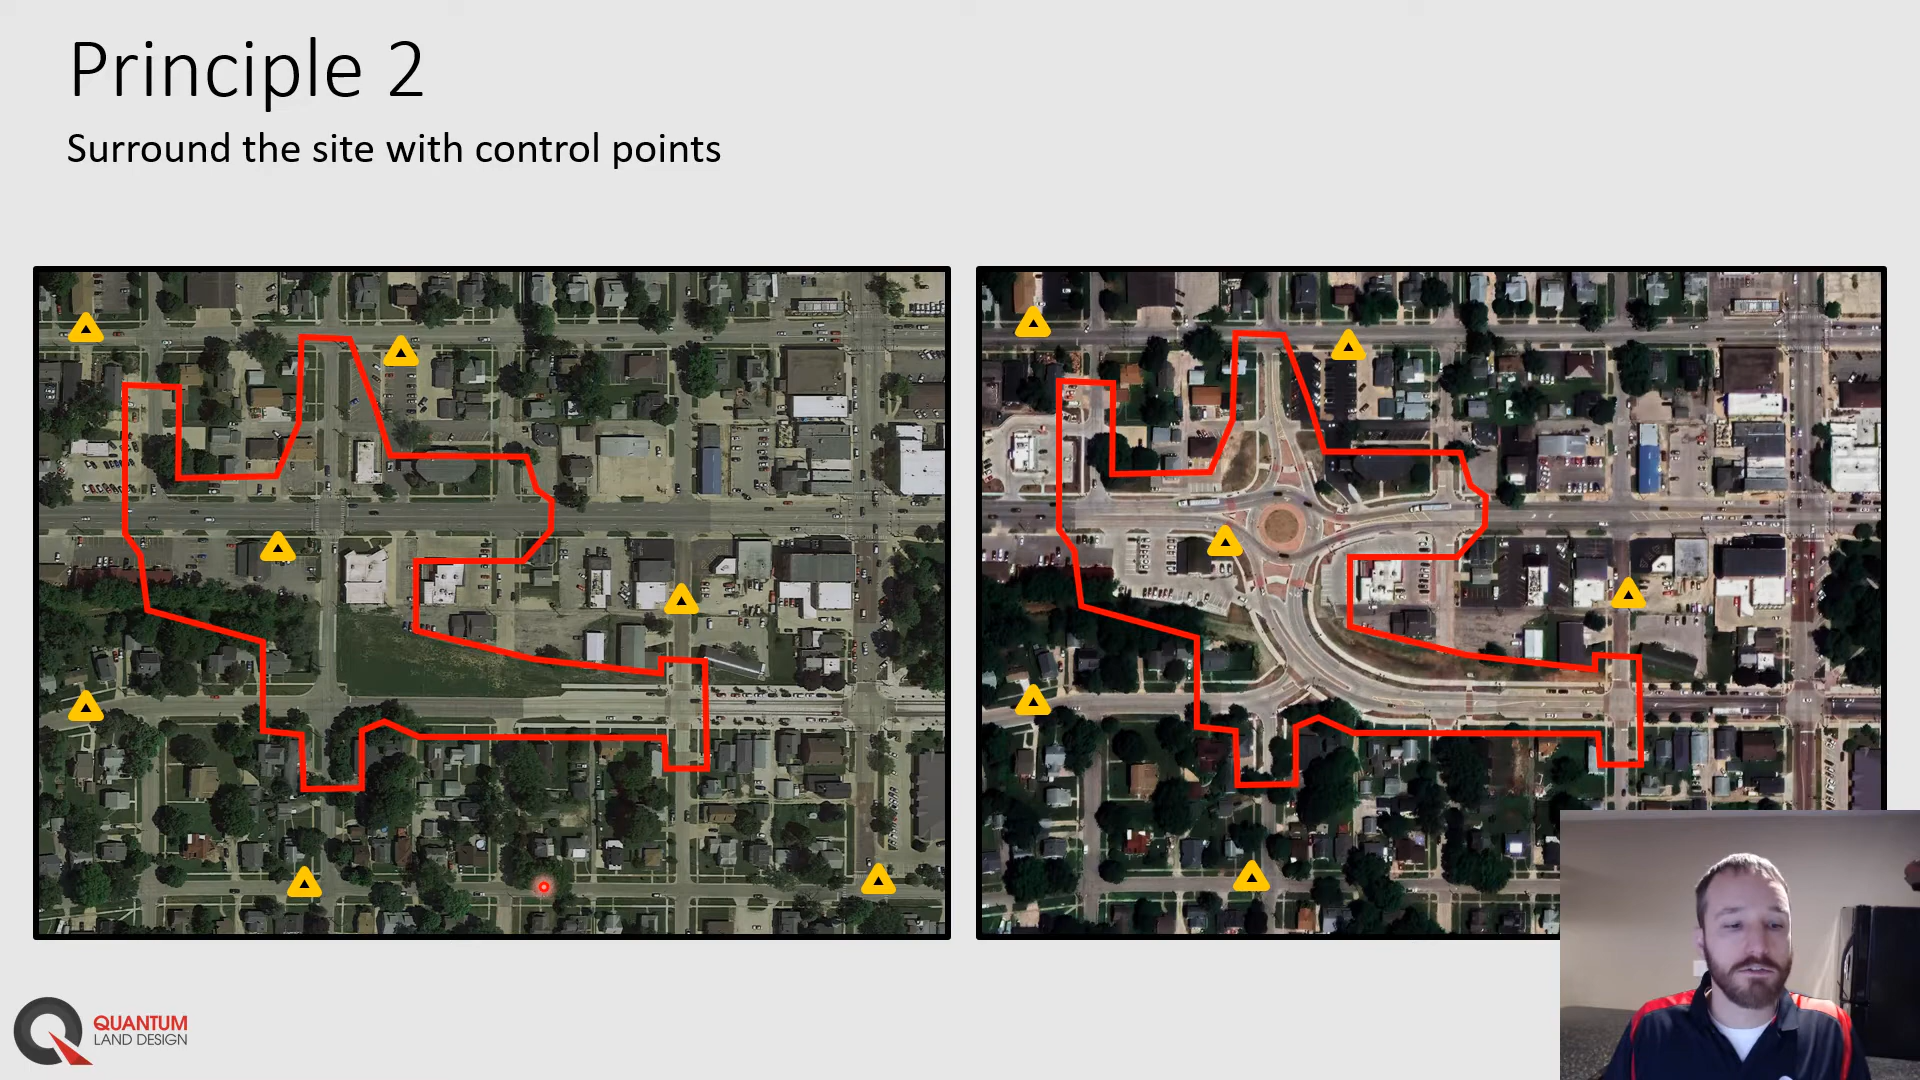 Principle 2
Surround the site with control points
QUANTUM
LAND DESIGN